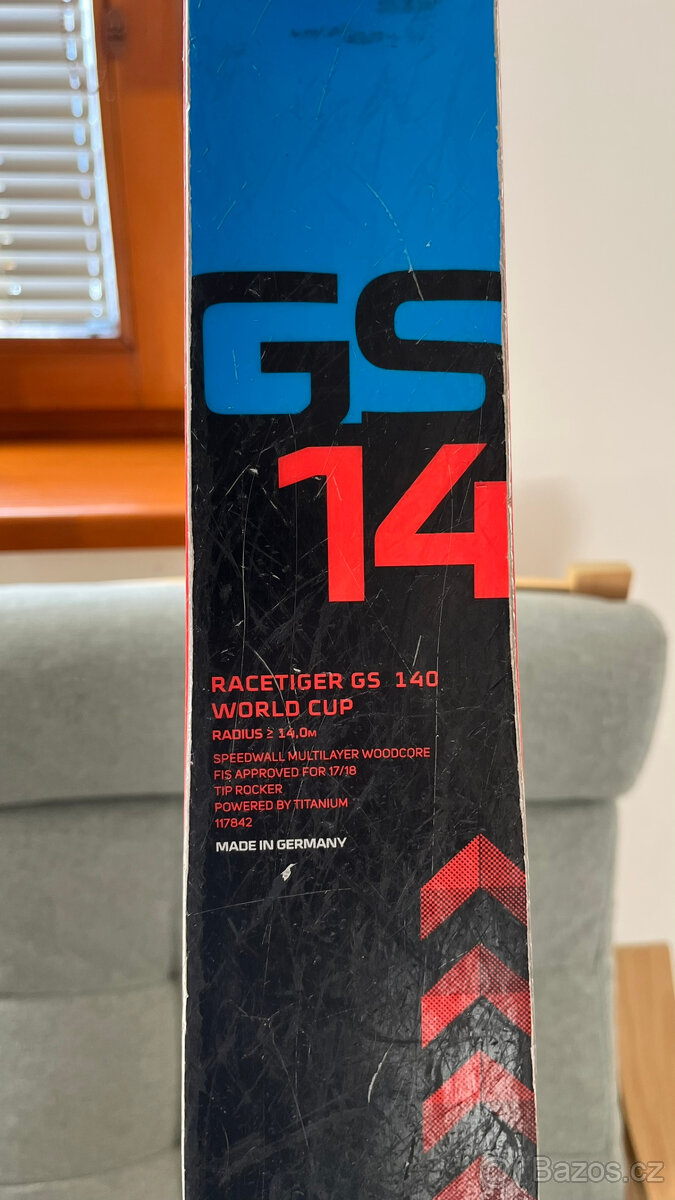 GS
14
RACETIGER GS 140
WORLD CUP
RADIUS ≥ 14,0M
SPEEDWALL MULTILAYER WOODCORE
FIS APPROVED FOR 17/18
TIP ROCKER
POWERED BY TITANIUM
117842
MADE IN GERMANY
Bazos.cz